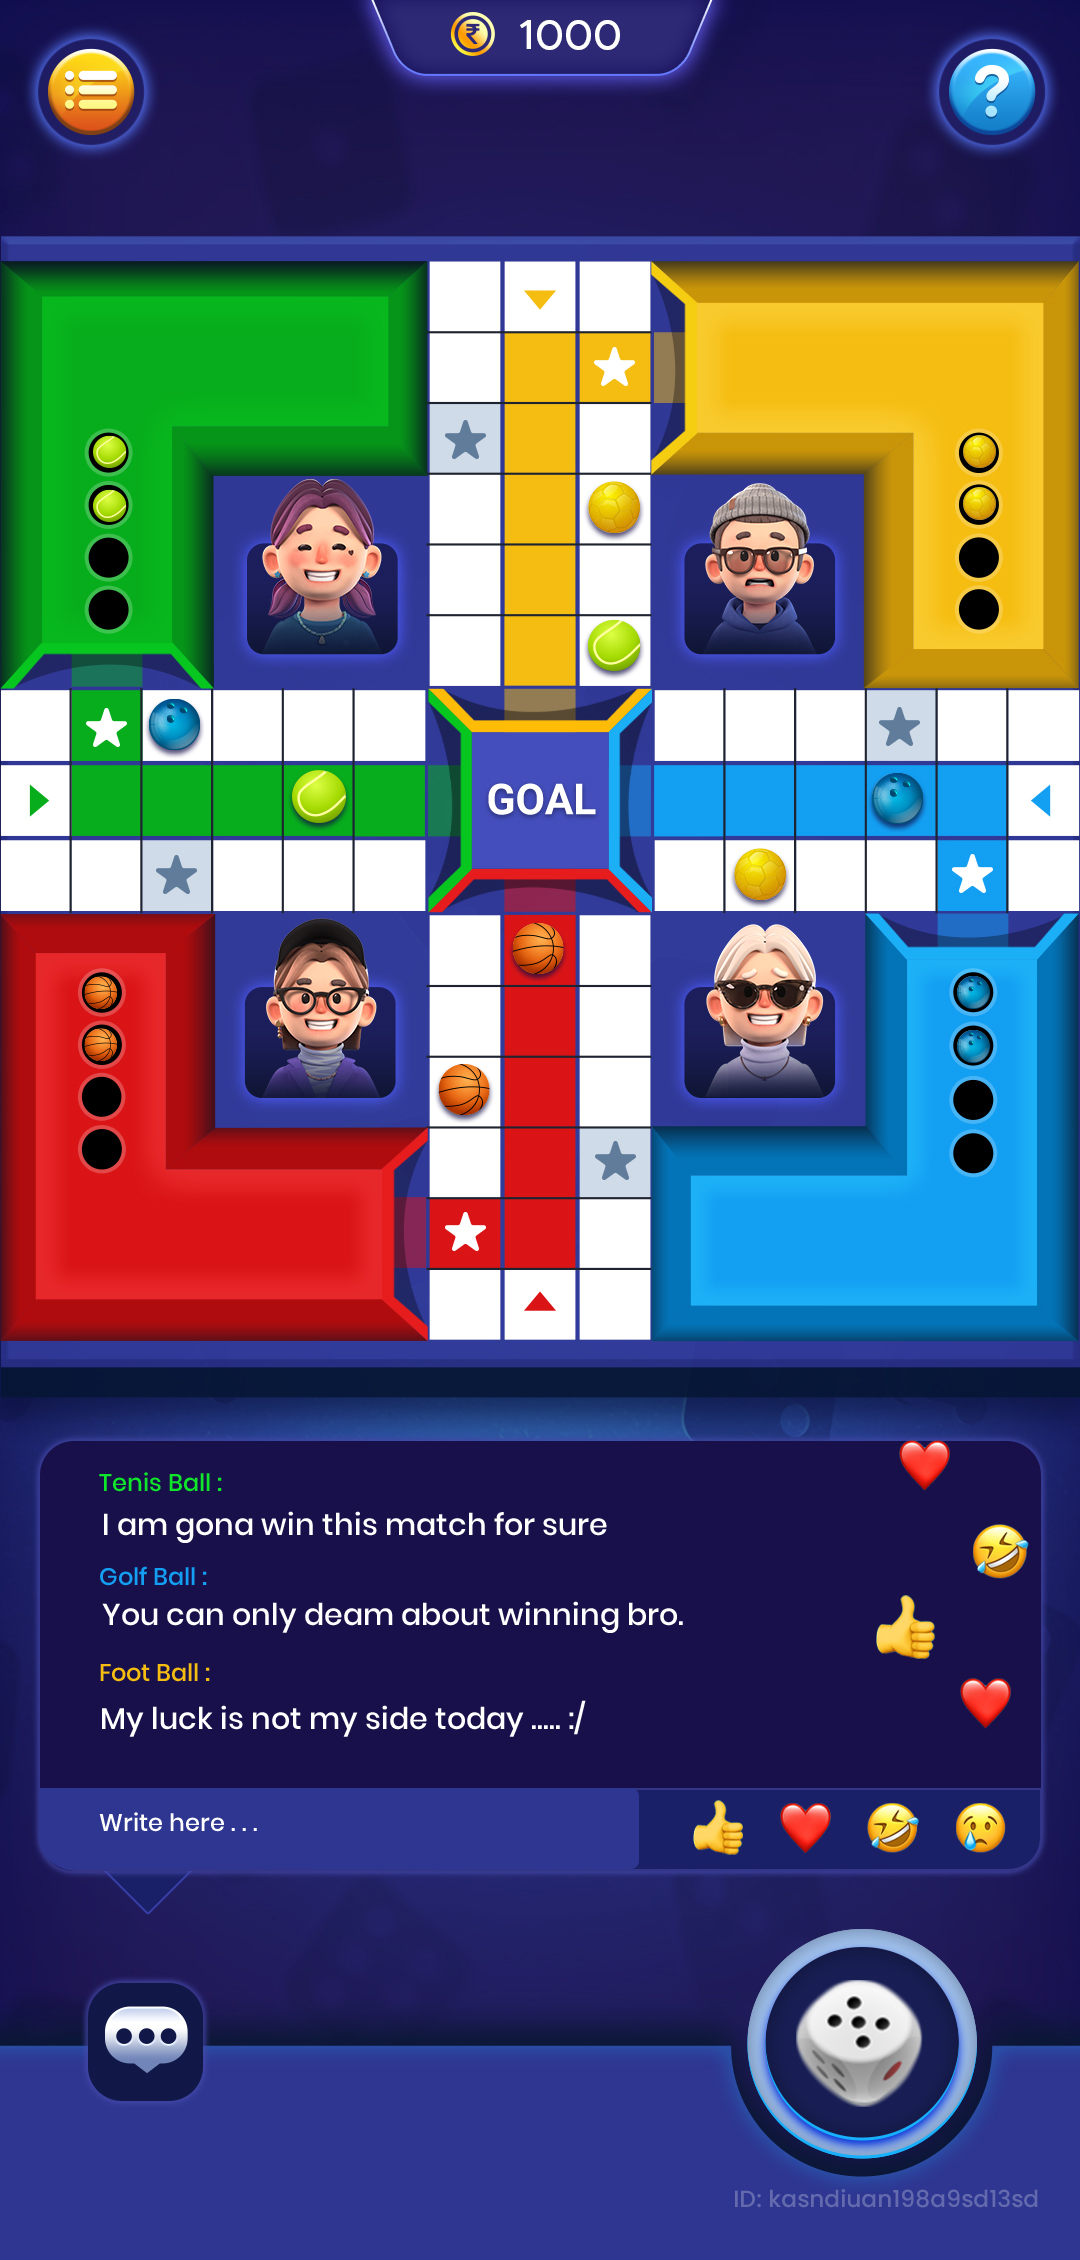 ₹ 1000
GOAL
Tenis Ball :
I am gona win this match for sure
Golf Ball :
You can only deam about winning bro.
Foot Ball :
My luck is not my side today ..... :/
Write here . . .
ID: kasndiuan198a9sd13sd